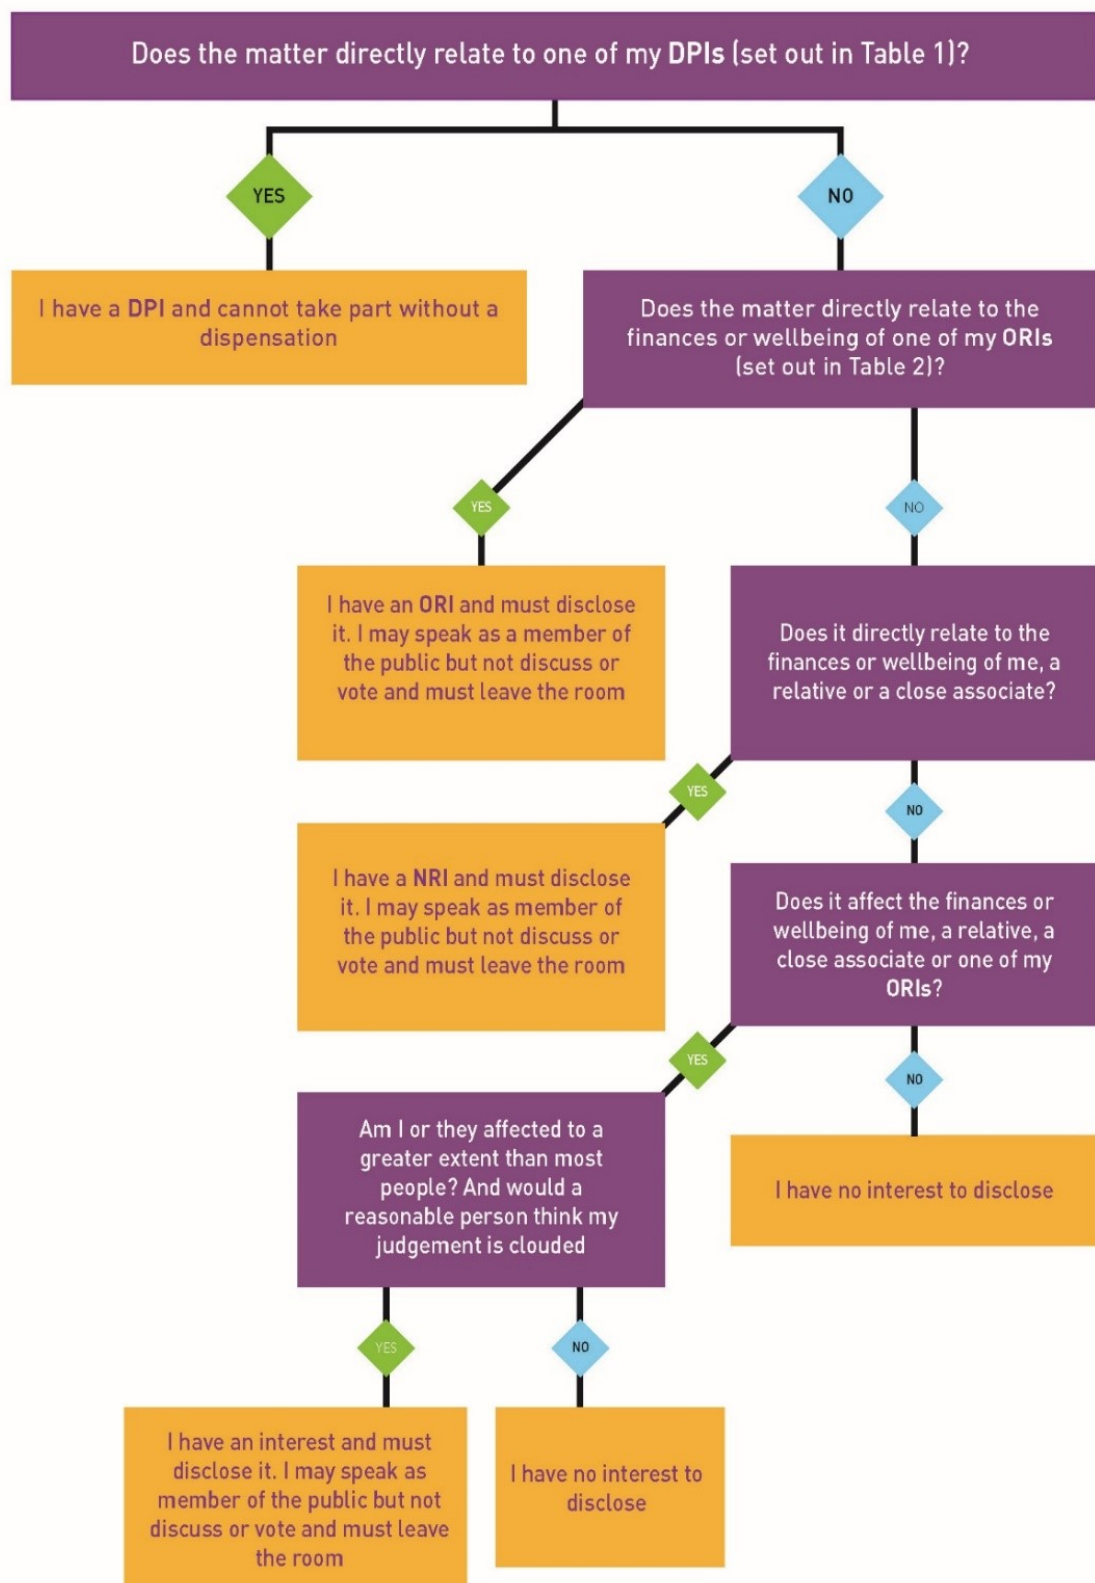 Does the matter directly relate to one of my DPIs (set out in Table 1)?
YES
NO
I have a DPI and cannot take part without a
dispensation
Does the matter directly relate to the
finances or wellbeing of one of my ORIs
(set out in Table 2)?
YES
NO
I have an ORI and must disclose
it. I may speak as a member of
the public but not discuss or
vote and must leave the room
Does it directly relate to the
finances or wellbeing of me, a
relative or a close associate?
YES
NO
I have a NRI and must disclose
it. I may speak as member of
the public but not discuss or
vote and must leave the room
Does it affect the finances or
wellbeing of me, a relative, a
close associate or one of my
ORIs?
YES
NO
Am I or they affected to a
greater extent than most
people? And would a
reasonable person think my
judgement is clouded
I have no interest to disclose
YES
NO
I have an interest and must
disclose it. I may speak as
member of the public but not
discuss or vote and must leave
the room
I have no interest to
disclose